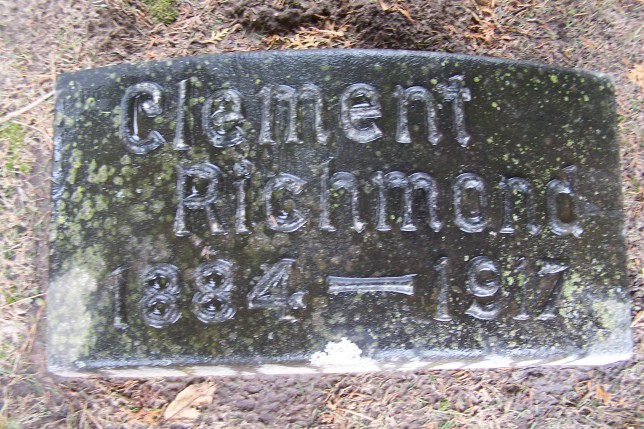 Clement
Richmond
1884 — 1917